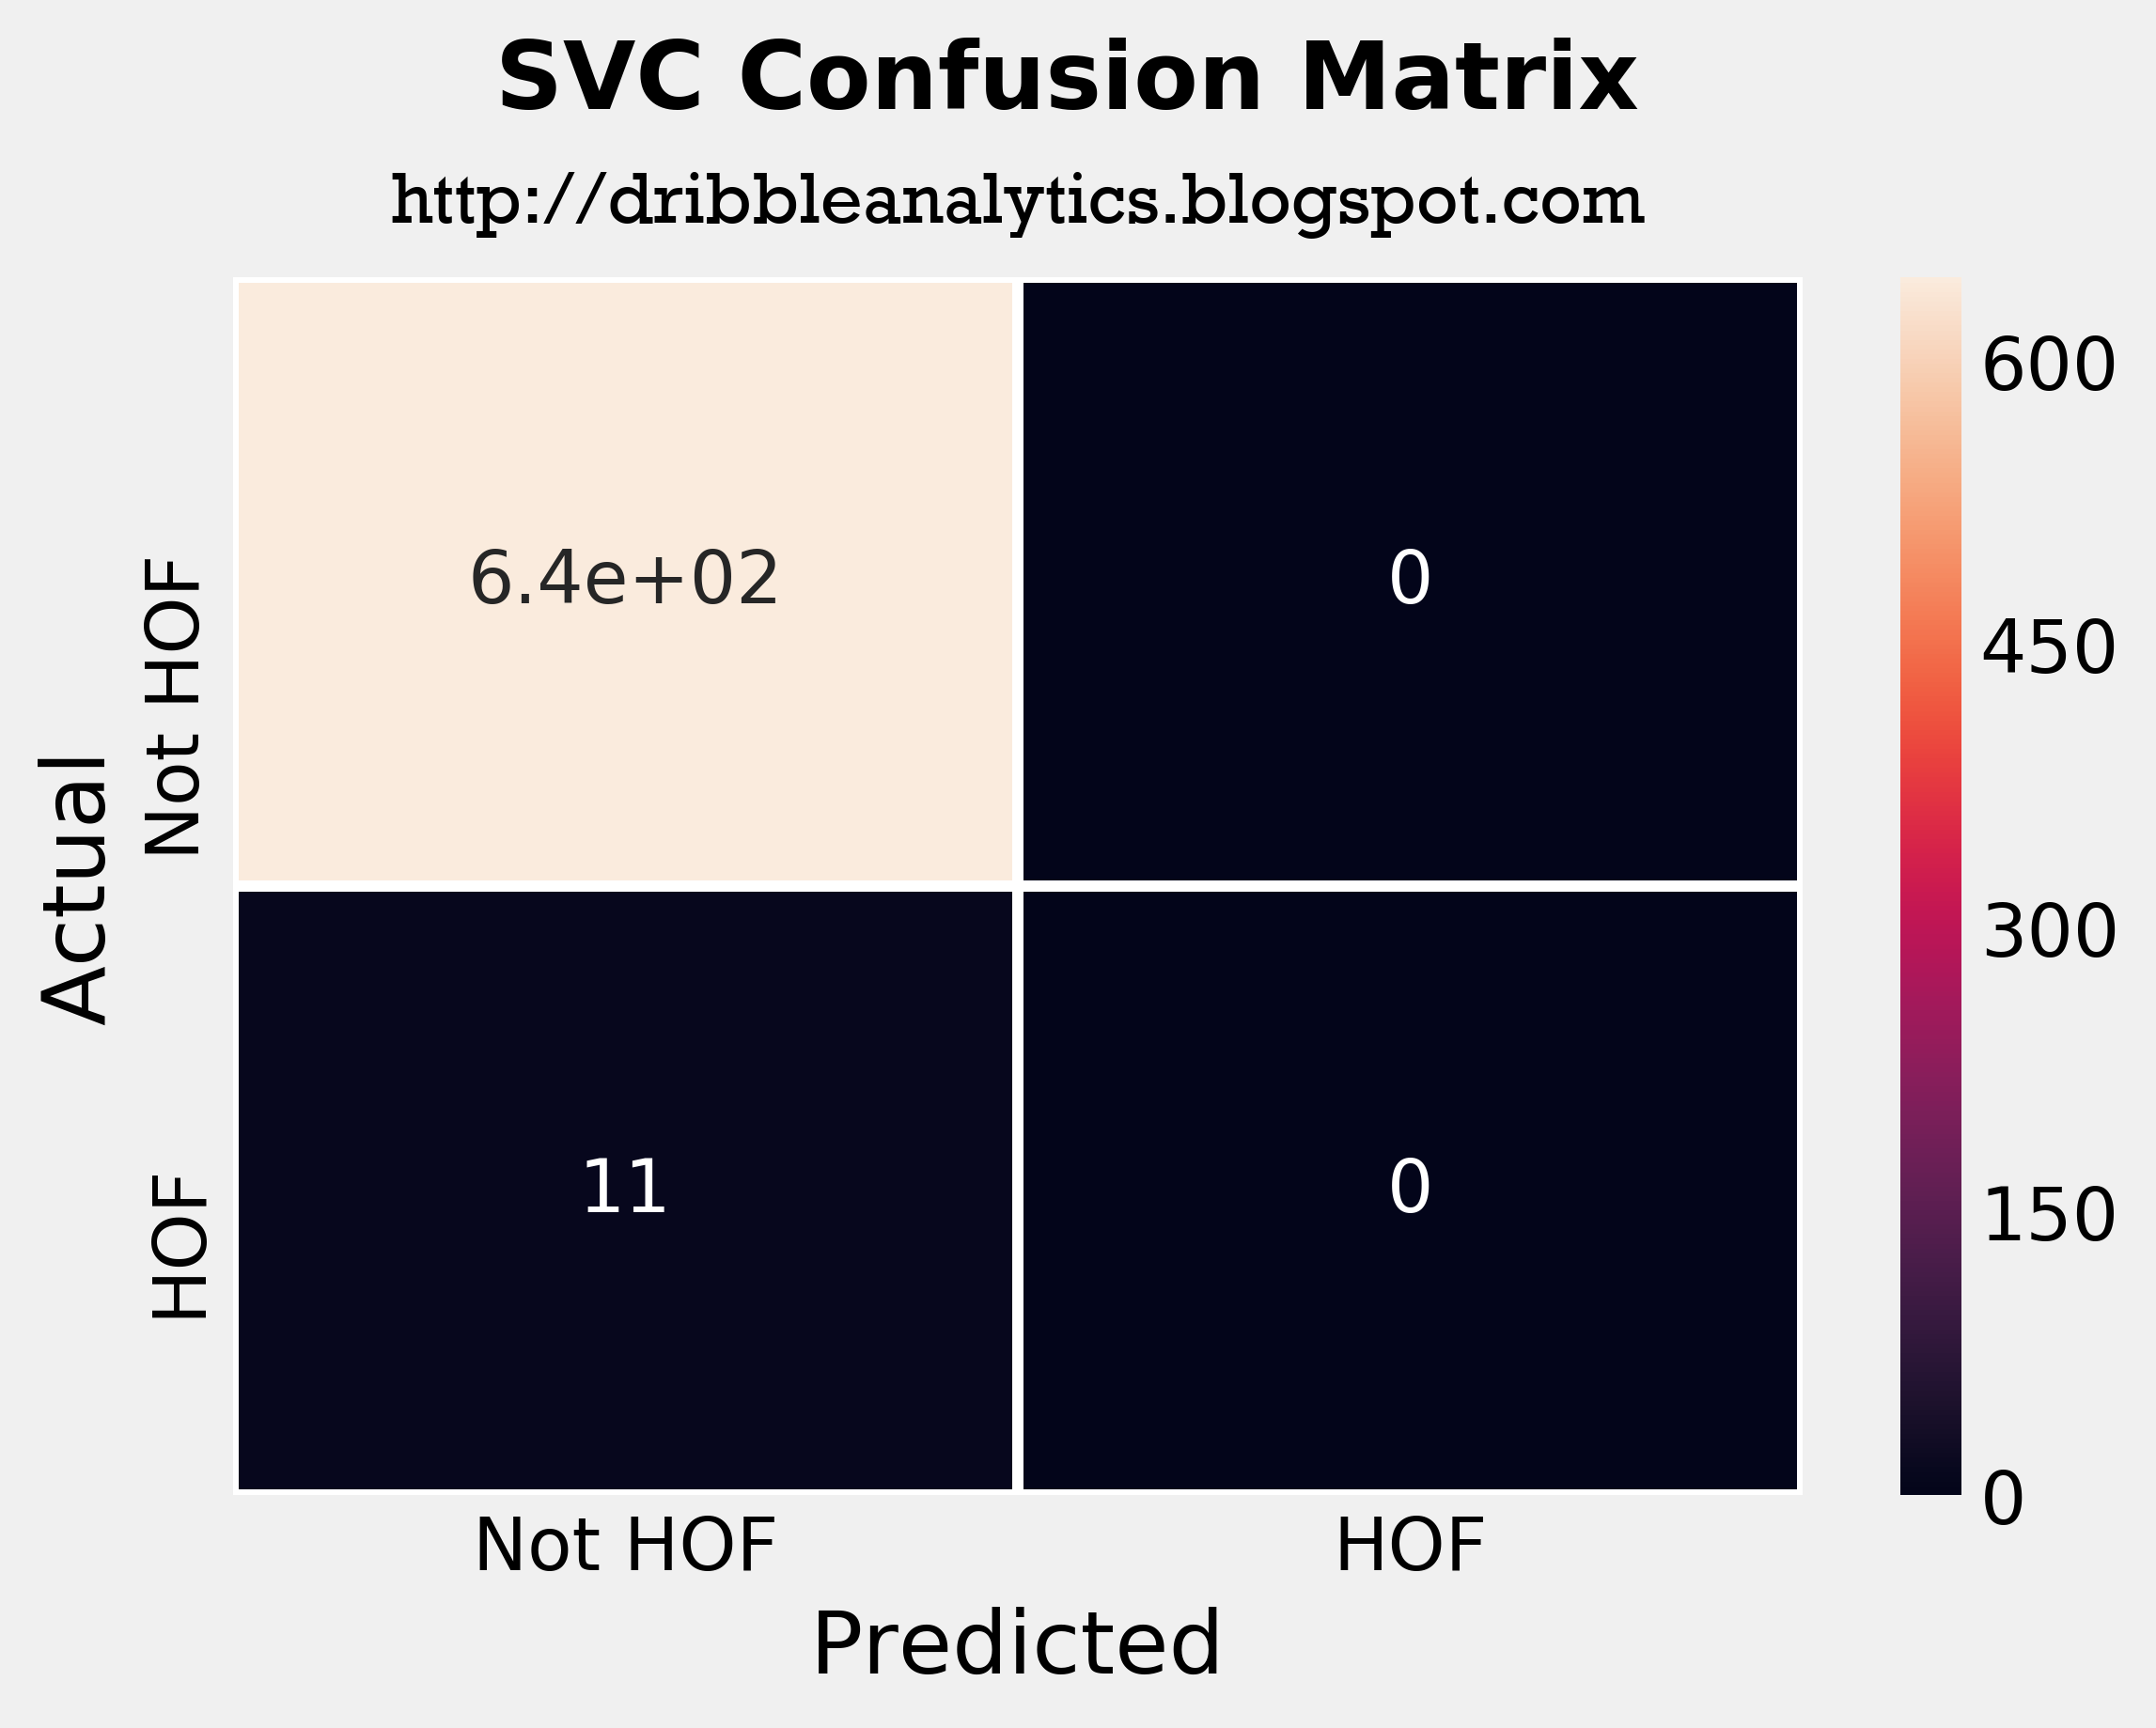 SVC Confusion Matrix
http://dribbleanalytics.blogspot.com
Actual
Not HOF
HOF
6.4e+02
0
11
0
600
450
300
150
0
Not HOF
HOF
Predicted